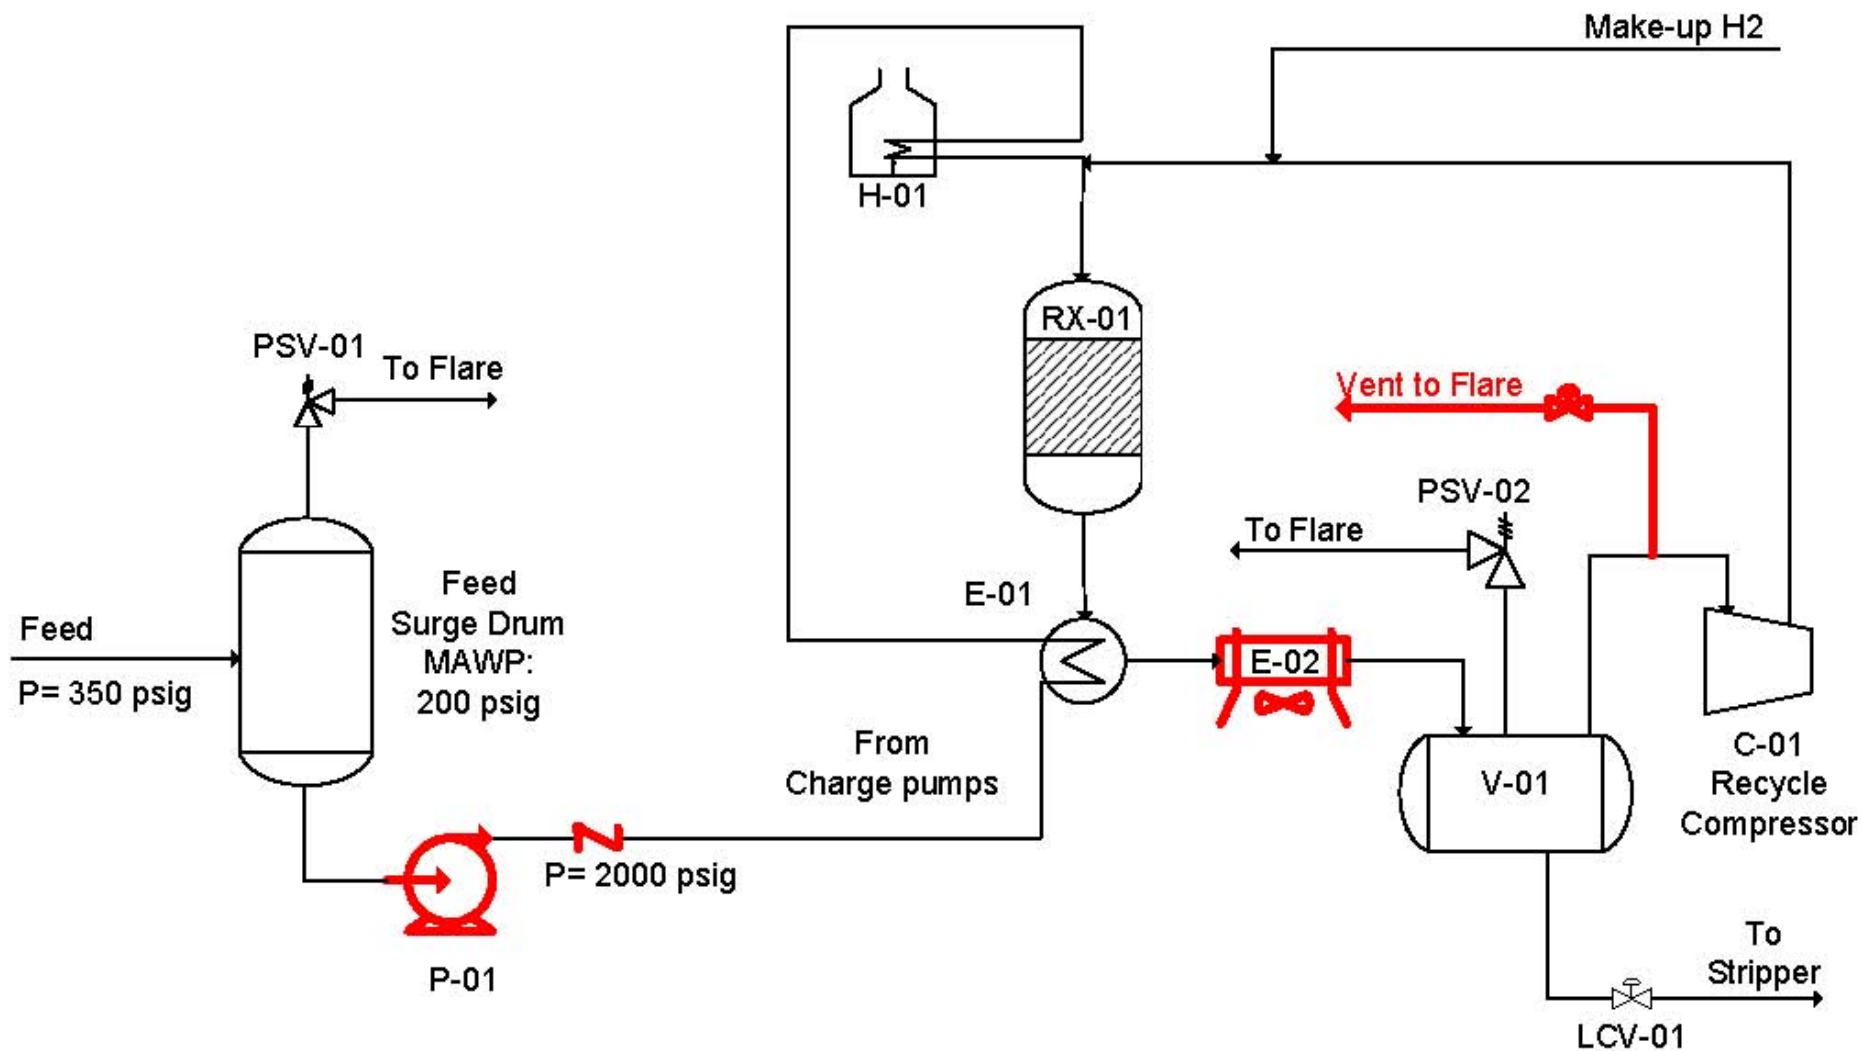 Make-up H2
H-01
RX-01
PSV-01
To Flare
Vent to Flare
PSV-02
To Flare
E-01
Feed
P= 350 psig
Feed
Surge Drum
MAWP:
200 psig
E-02
From
Charge pumps
V-01
C-01
Recycle
Compressor
P= 2000 psig
P-01
To
Stripper
LCV-01